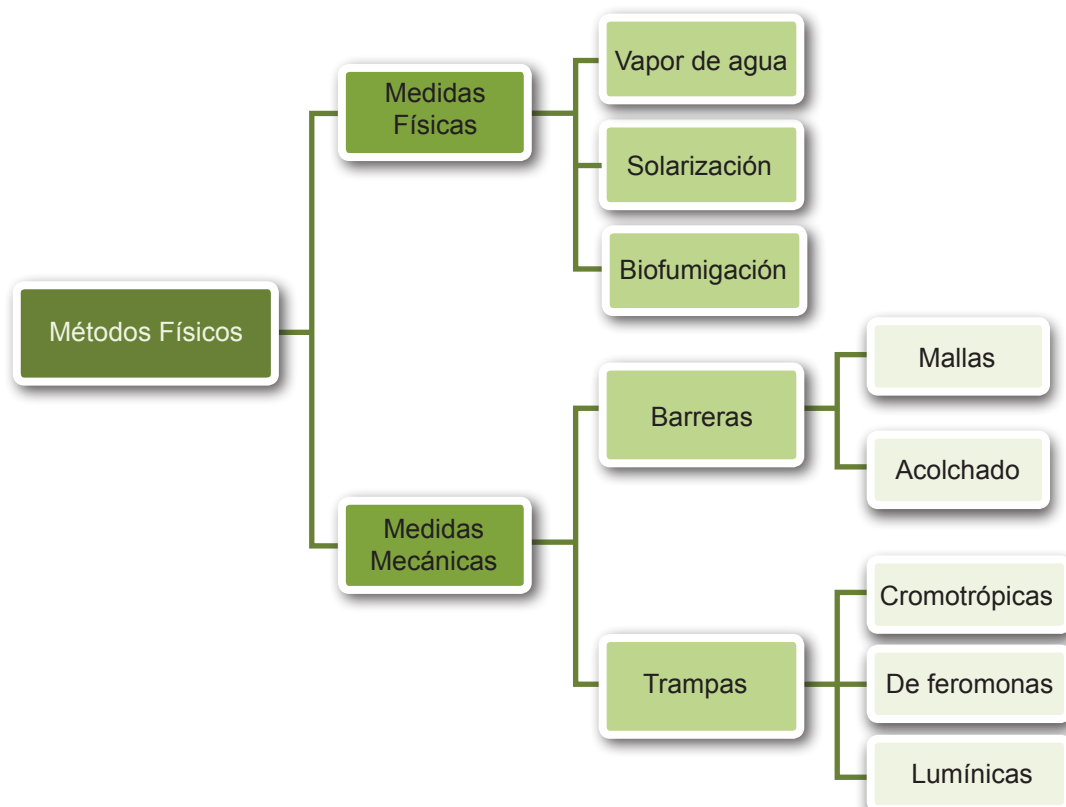 Métodos Físicos
Medidas
Físicas
Vapor de agua
Solarización
Biofumigación
Medidas
Mecánicas
Barreras
Mallas
Acolchado
Trampas
Cromotrópicas
De feromonas
Lumínicas